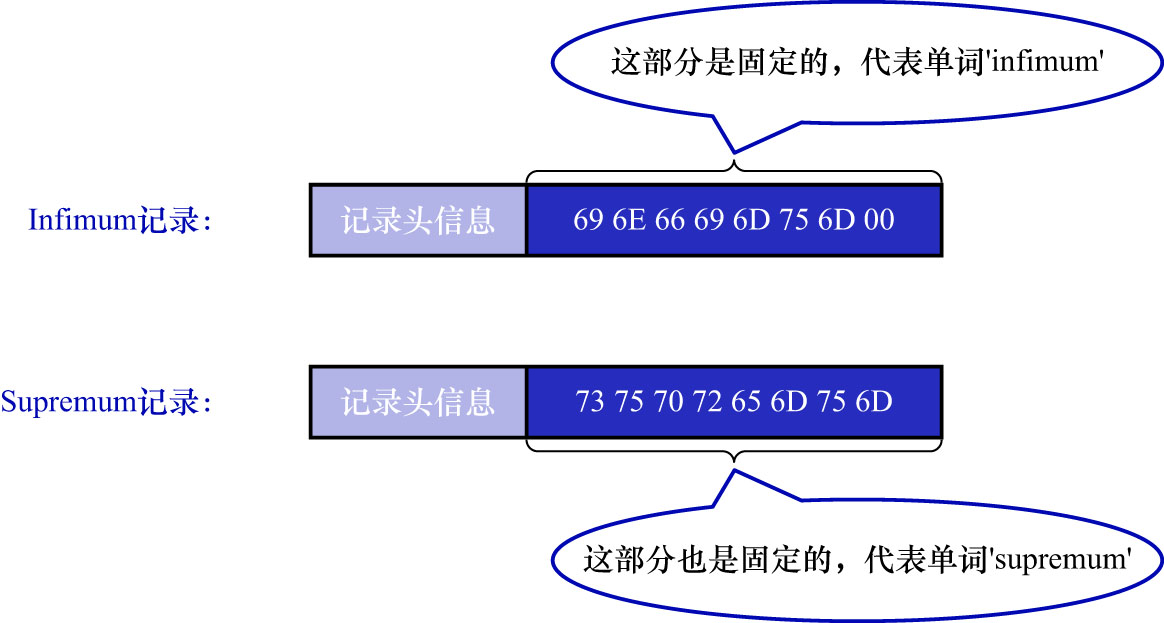 这部分是固定的，代表单词'infimum'
Infimum记录：
记录头信息
69 6E 66 69 6D 75 6D 00
Supremum记录：
记录头信息
73 75 70 72 65 6D 75 6D
这部分也是固定的，代表单词'supremum'